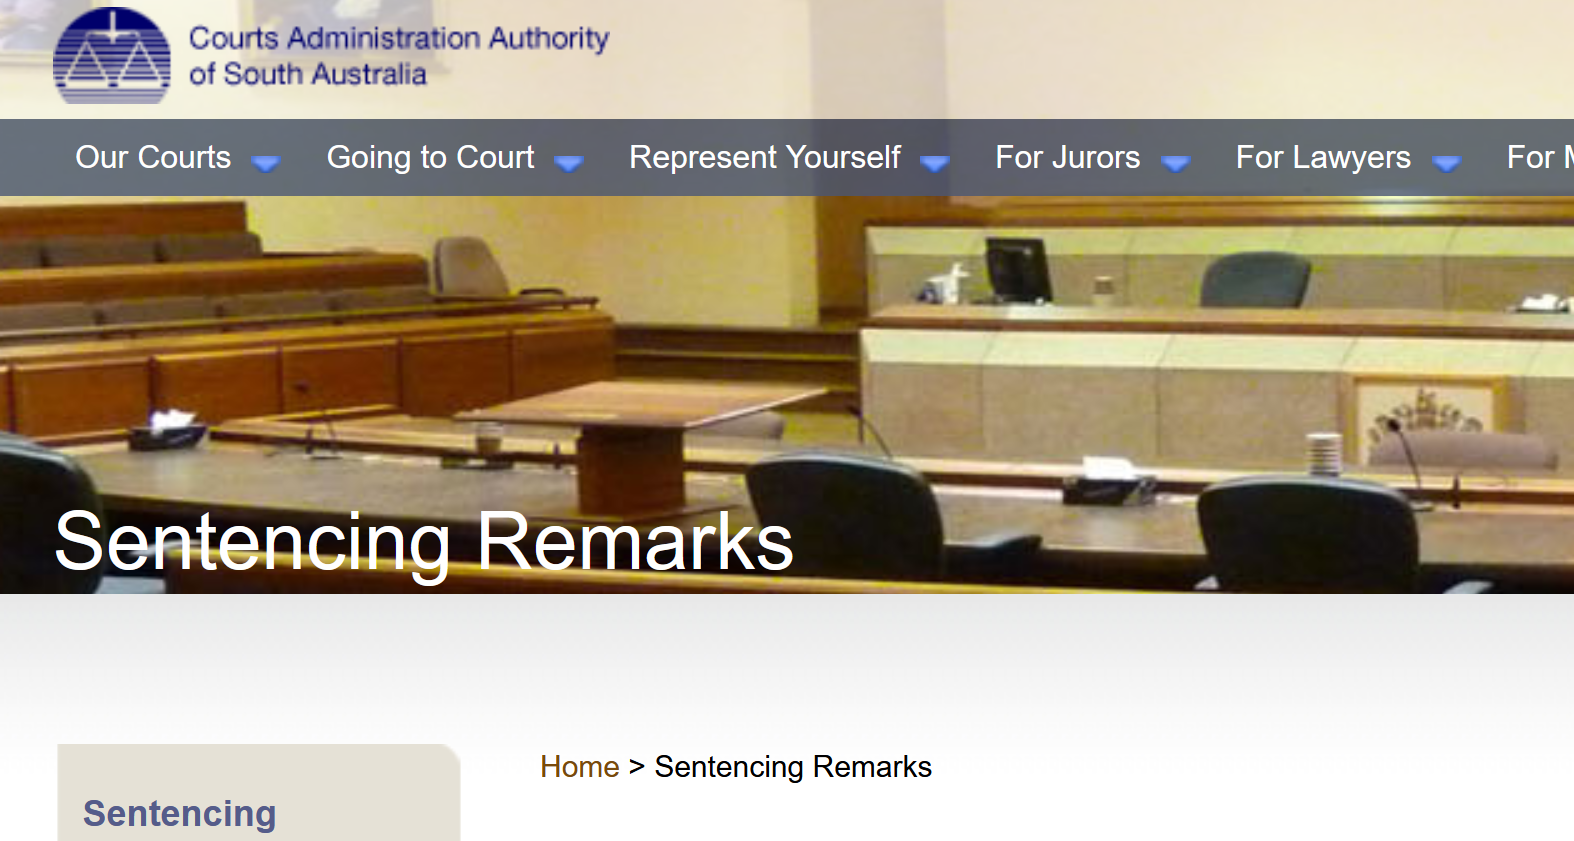 Courts Administration Authority
of South Australia
Our Courts
Going to Court
Represent Yourself
For Jurors
For Lawyers
For
Sentencing Remarks
Home > Sentencing Remarks
Sentencing